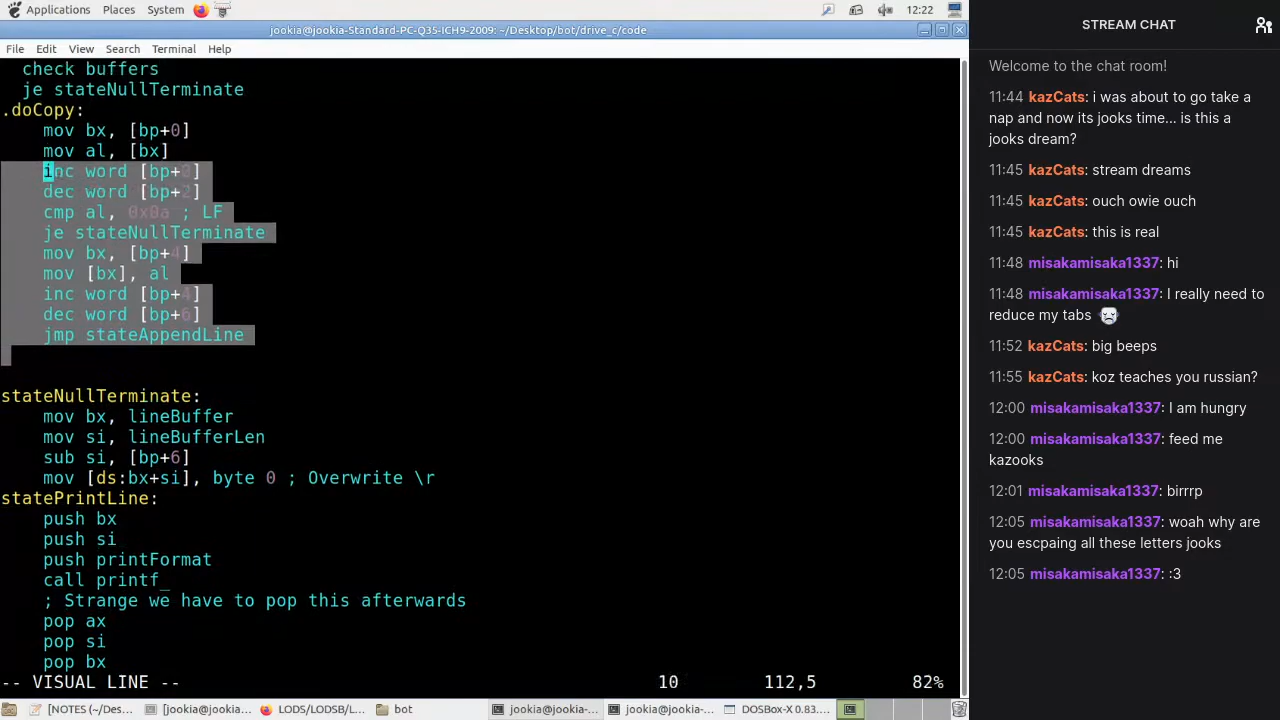 Applications Places System 12:22
jookia@jookia-Standard-PC-Q35-ICH9-2009: ~/Desktop/bot/drive_c/code
File Edit View Search Terminal Help
check buffers
je stateNullTerminate
.doCopy:
mov bx, [bp+0]
mov al, [bx]
inc word [bp+0]
dec word [bp+2]
cmp al, 0x0a ; LF
je stateNullTerminate
mov bx, [bp+4]
mov [bx], al
inc word [bp+4]
dec word [bp+6]
jmp stateAppendLine
stateNullTerminate:
mov bx, lineBuffer
mov si, lineBufferLen
sub si, [bp+6]
mov [ds:bx+si], byte 0 ; Overwrite \r
statePrintLine:
push bx
push si
push printFormat
call printf_
; Strange we have to pop this afterwards
pop ax
pop si
pop bx
-- VISUAL LINE -- 10 112,5 82%
[NOTES (~/Des... [jookia@jookia... LODS/LODSB/L... bot jookia@jookia-... jookia@jookia-... DOSBox-X 0.83...
STREAM CHAT
Welcome to the chat room!
11:44 kazCats: i was about to go take a
nap and now its jooks time... is this a
jooks dream?
11:45 kazCats: stream dreams
11:45 kazCats: ouch owie ouch
11:45 kazCats: this is real
11:48 misakamisaka1337: hi
11:48 misakamisaka1337: I really need to
reduce my tabs
11:52 kazCats: big beeps
11:55 kazCats: koz teaches you russian?
12:00 misakamisaka1337: I am hungry
12:00 misakamisaka1337: feed me
kazooks
12:01 misakamisaka1337: birrrp
12:05 misakamisaka1337: woah why are
you escpaing all these letters jooks
12:05 misakamisaka1337: :3